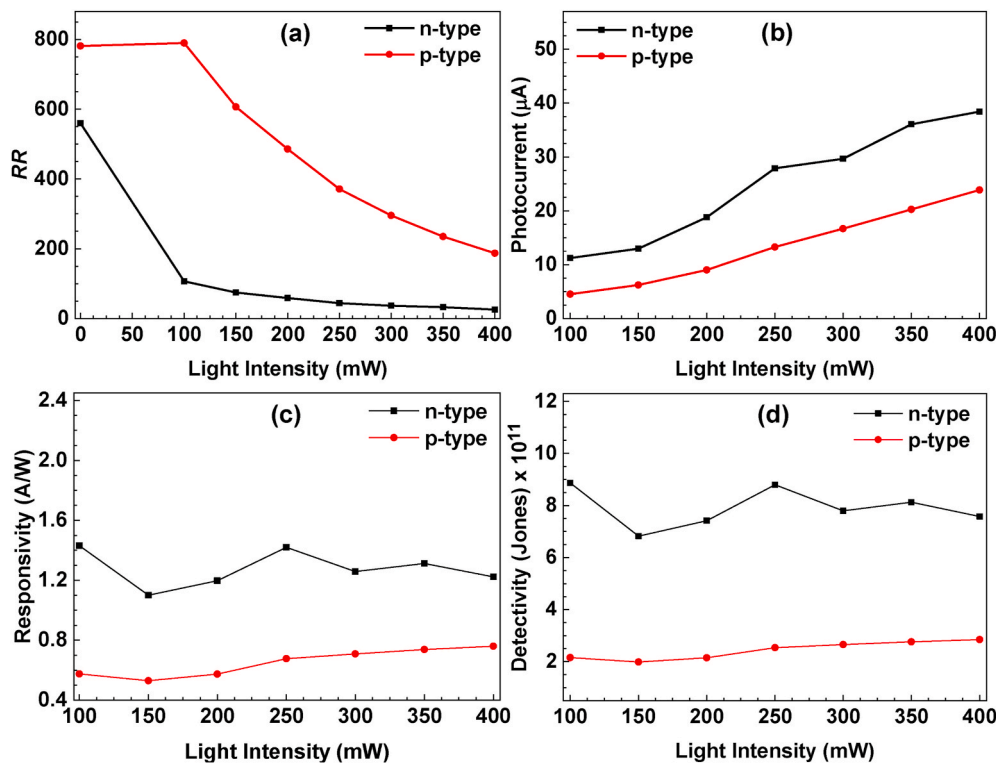 (a)
n-type
p-type
RR
800
600
400
200
0
0 50 100 150 200 250 300 350 400
Light Intensity (mW)
(b)
n-type
p-type
Photocurrent (μA)
50
40
30
20
10
0
100 150 200 250 300 350 400
Light Intensity (mW)
(c)
n-type
p-type
Responsivity (A/W)
2.4
2.0
1.6
1.2
0.8
0.4
100 150 200 250 300 350 400
Light Intensity (mW)
(d)
n-type
p-type
Detectivity (Jones) x 10¹¹
12
10
8
6
4
2
100 150 200 250 300 350 400
Light Intensity (mW)